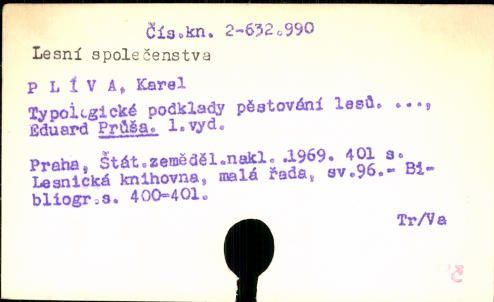 Čís.kn. 2-632.990
Lesní společenstva
P L Í V A, Karel
Typologické podklady pěstování lesů. ...,
Eduard Průša. 1.vyd.
Praha, Stát.zeměděl.nakl. .1969. 401 s.
Lesnická knihovna, malá řada, sv.96.- Bi-
bliogr.s. 400-401.
Tr/Va